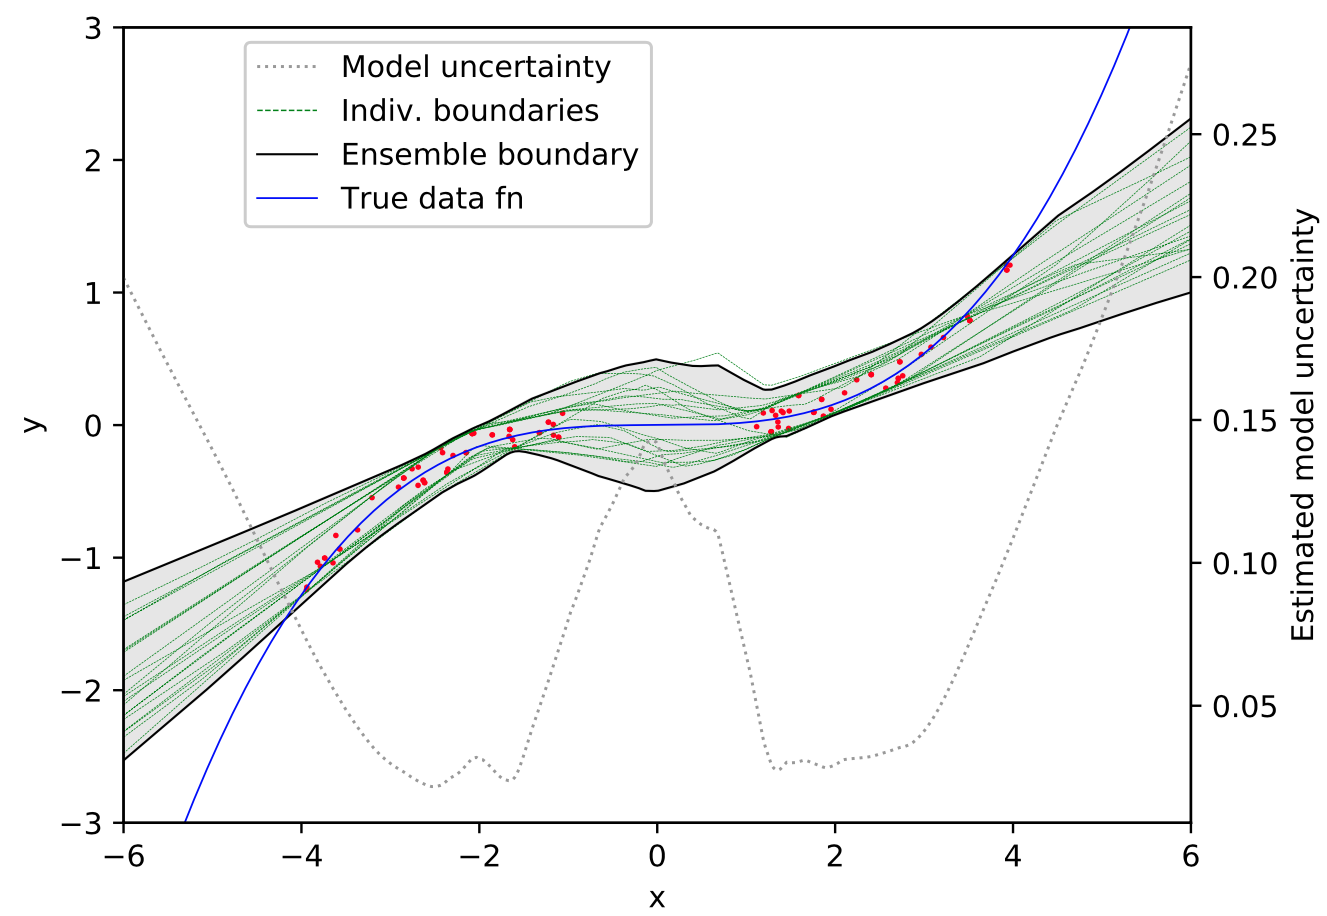 Model uncertainty
Indiv. boundaries
Ensemble boundary
True data fn
3
2
1
0
−1
−2
−3
y
0.25
0.20
0.15
0.10
0.05
Estimated model uncertainty
−6 −4 −2 0 2 4 6
x